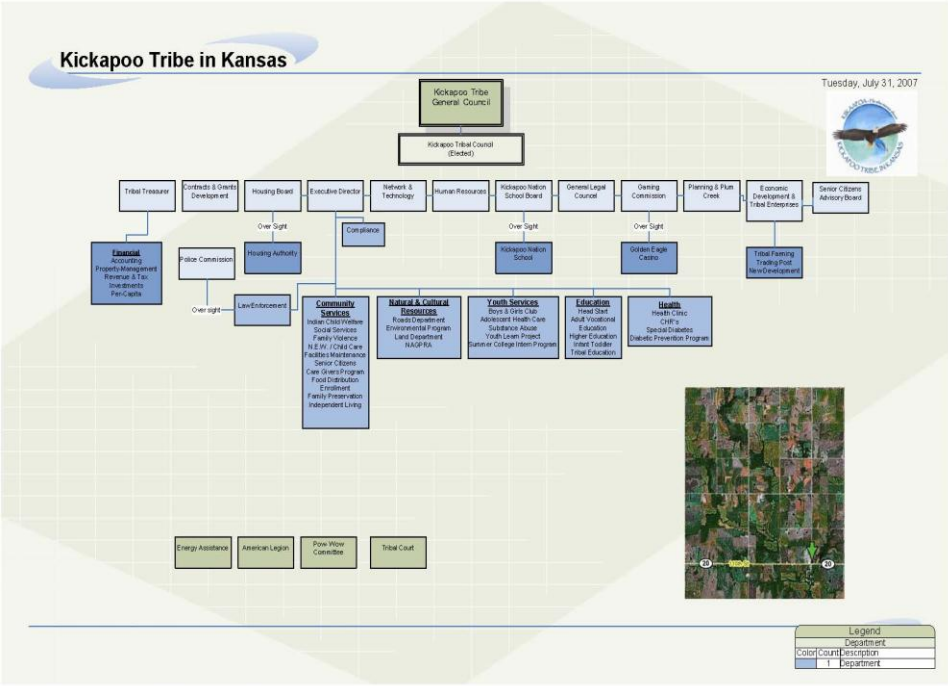 Kickapoo Tribe in Kansas
Tuesday, July 31, 2007
Kickapoo Tribe
General Council
Kickapoo Tribal Council
(Elected)
KICKAPOO TRIBE IN KANSAS
Tribal Treasurer
Contracts & Grants
Development
Housing Board
Executive Director
Network &
Technology
Human Resources
Kickapoo Nation
School Board
General Legal
Councel
Gaming
Commission
Planning & Plum
Creek
Economic
Development &
Tribal Enterprises
Senior Citizens
Advisory Board
Over Sight
Compliance
Over Sight
Over Sight
Financial
Accounting
Property Management
Revenue & Tax
Investments
Per-Capita
Police Commission
Housing Authority
Kickapoo Nation
School
Golden Eagle
Casino
Tribal Farming
Trading Post
New Development
Over sight
Law Enforcement
Community
Services
Indian Child Welfare
Social Services
Family Violence
N.E.W. / Child Care
Facilities Maintenance
Senior Citizens
Care Givers Program
Food Distribution
Enrollment
Family Preservation
Independent Living
Natural & Cultural
Resources
Roads Department
Environmental Program
Land Department
NAGPRA
Youth Services
Boys & Girls Club
Adolescent Health Care
Substance Abuse
Youth Learn Project
Summer College Intern Program
Education
Head Start
Adult Vocational
Education
Higher Education
Infant Toddler
Tribal Education
Health
Health Clinic
CHR's
Special Diabetes
Diabetic Prevention Program
Energy Assistance
American Legion
Pow-Wow
Committee
Tribal Court
20
20
Legend
Department
Color Count Description
1 Department